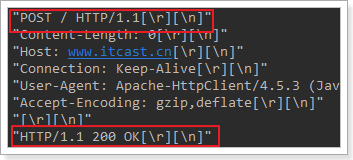 "POST / HTTP/1.1[\r][\n]"
"Content-Length: 0[\r][\n]"
"Host: www.itcast.cn[\r][\n]"
"Connection: Keep-Alive[\r][\n]"
"User-Agent: Apache-HttpClient/4.5.3 (Jav
"Accept-Encoding: gzip,deflate[\r][\n]"
"[\r][\n]"
"HTTP/1.1 200 OK[\r][\n]"